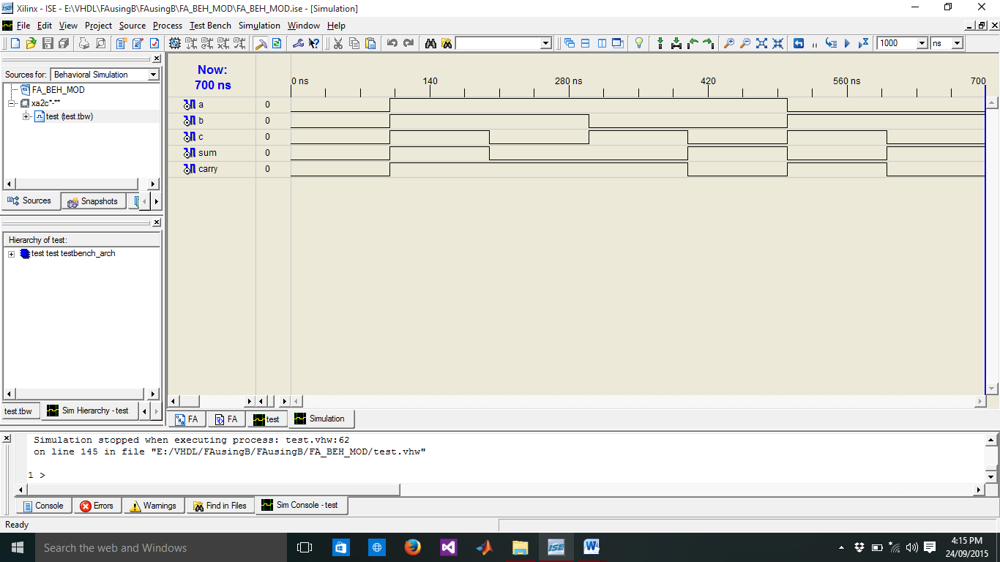 Xilinx - ISE - E:\VHDL\FAusingB\FAusingB\FA_BEH_MOD\FA_BEH_MOD.ise - [Simulation]
File Edit View Project Source Process Test Bench Simulation Window Help
1000 ns
Sources for: Behavioral Simulation
FA_BEH_MOD
xa2c*-**
test (test.tbw)
Sources Snapshots
Hierarchy of test:
test test testbench_arch
test.tbw Sim Hierarchy - test
Now:
700 ns
0 ns 140 280 ns 420 560 ns 700
a 0
b 0
c 0
sum 0
carry 0
FA FA test Simulation
Simulation stopped when executing process: test.vhw:62
on line 145 in file "E:/VHDL/FAusingB/FAusingB/FA_BEH_MOD/test.vhw"
1 >
Console Errors Warnings Find in Files Sim Console - test
Ready
Search the web and Windows
ISE
4:15 PM
24/09/2015